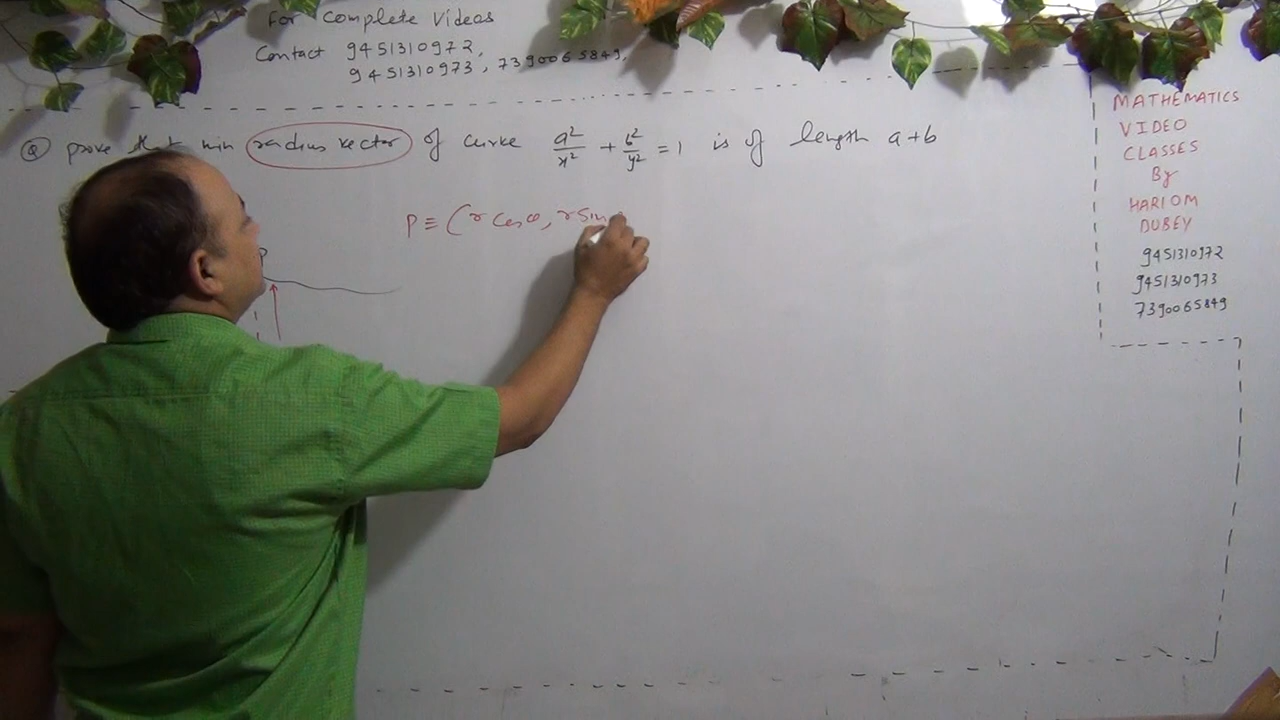 For Complete Videos
Contact 9451310972,
9451310973, 7390065849.
Q prove that min radius vector of curve a²/x² + b²/y² = 1 is of length a+b
P ≡ (r cosθ, r Sin
P
MATHEMATICS
VIDEO
CLASSES
By
HARIOM
DUBEY
9451310972
9451310973
7390065849